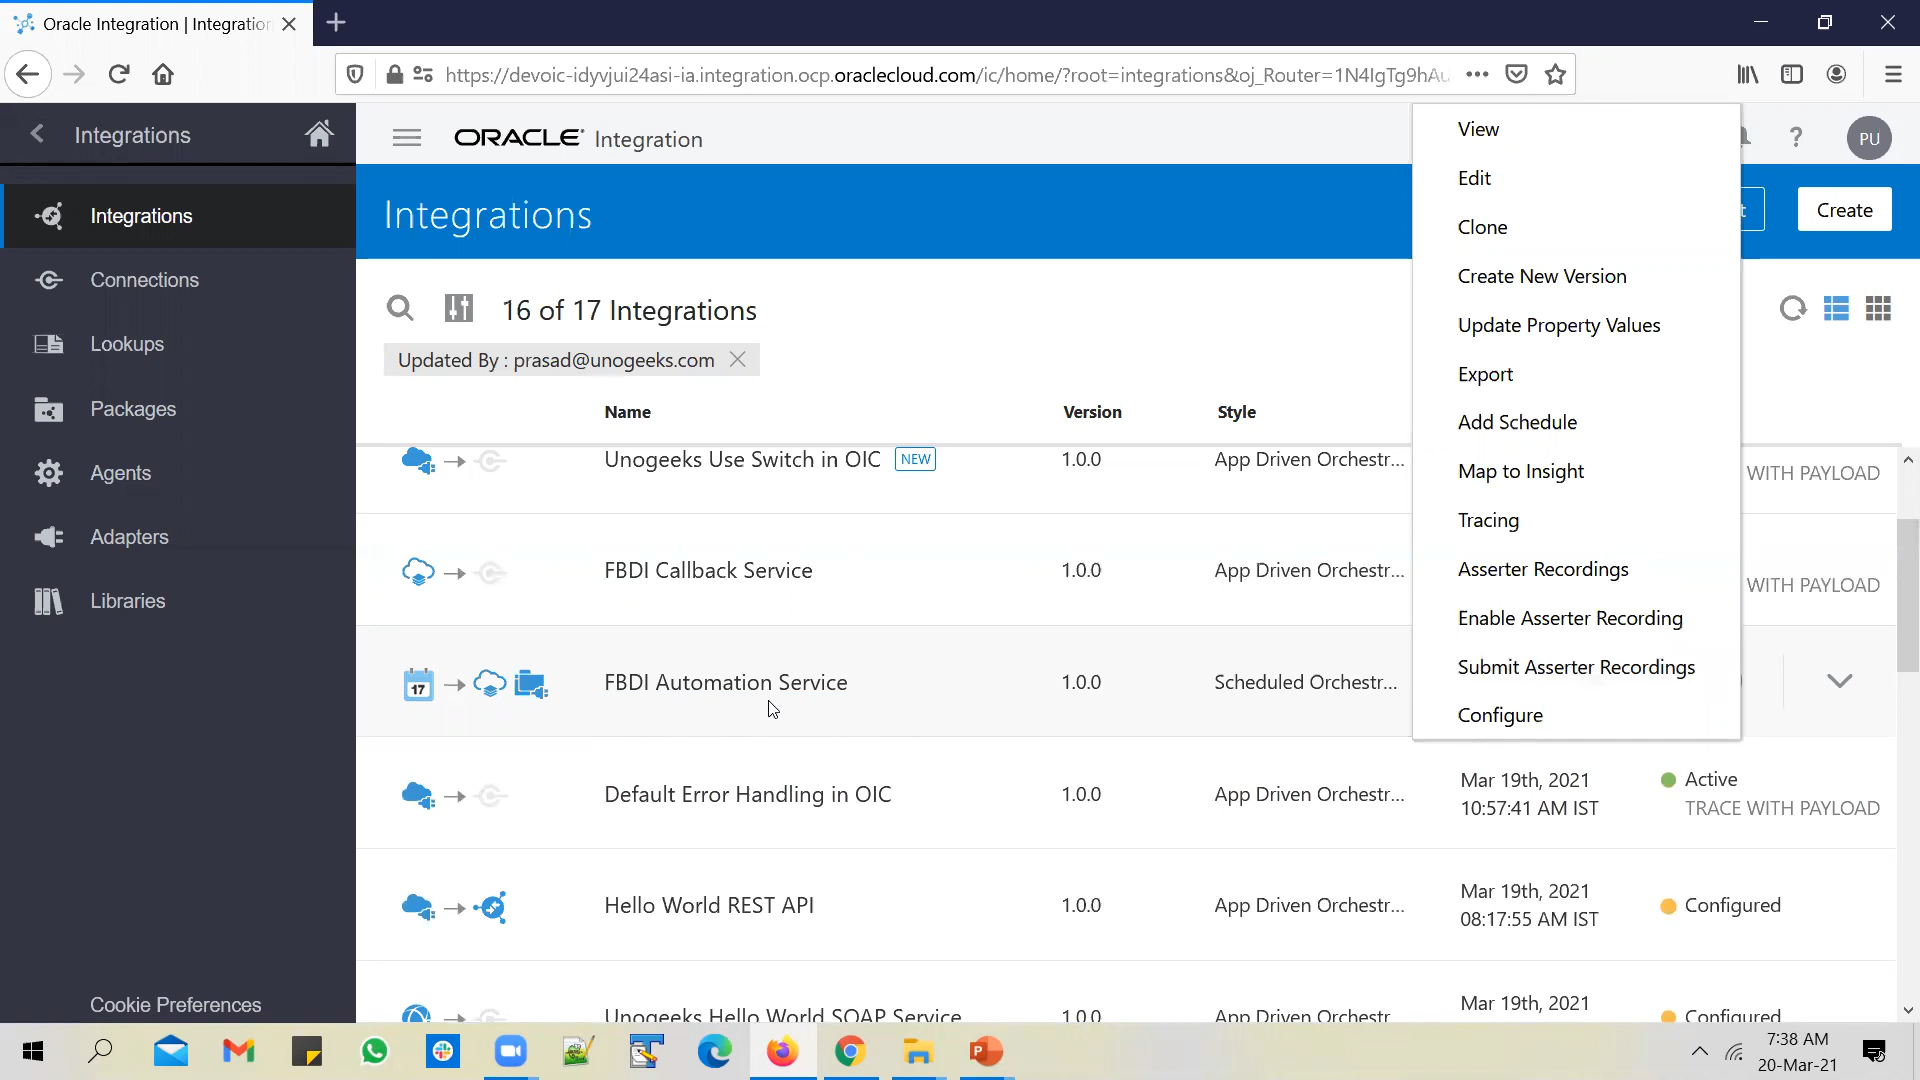 Oracle Integration | Integration
https://devoic-idyvjui24asi-ia.integration.ocp.oraclecloud.com/ic/home/?root=integrations&oj_Router=1N4IgTg9hAu
Integrations
ORACLE Integration
PU
Integrations
Connections
Lookups
Packages
Agents
Adapters
Libraries
Cookie Preferences
Integrations
Create
16 of 17 Integrations
Updated By : prasad@unogeeks.com
Name Version Style
Unogeeks Use Switch in OIC NEW 1.0.0 App Driven Orchestr...
WITH PAYLOAD
FBDI Callback Service 1.0.0 App Driven Orchestr...
WITH PAYLOAD
17 FBDI Automation Service 1.0.0 Scheduled Orchestr...
Default Error Handling in OIC 1.0.0 App Driven Orchestr... Mar 19th, 2021 Active
10:57:41 AM IST TRACE WITH PAYLOAD
Hello World REST API 1.0.0 App Driven Orchestr... Mar 19th, 2021 Configured
08:17:55 AM IST
Unogeeks Hello World SOAP Service 1.0.0 App Driven Orchestr... Mar 19th, 2021 Configured
View
Edit
Clone
Create New Version
Update Property Values
Export
Add Schedule
Map to Insight
Tracing
Asserter Recordings
Enable Asserter Recording
Submit Asserter Recordings
Configure
7:38 AM
20-Mar-21